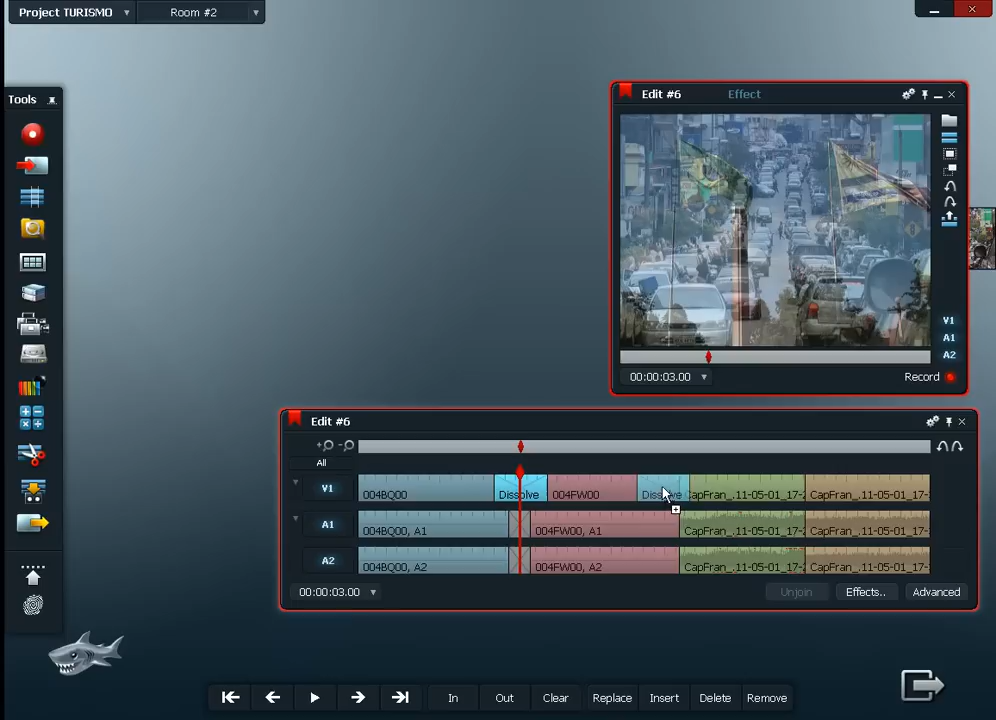 Project TURISMO
Room #2
Tools
Edit #6
Effect
V1
A1
A2
00:00:03.00
Record
Edit #6
All
V1
004BQ00
Dissolve
004FW00
Dissolve
CapFran_..11-05-01_17-2
CapFran_..11-05-01_17-
A1
004BQ00, A1
004FW00, A1
CapFran_..11-05-01_17-2
CapFran_..11-05-01_17-
A2
004BQ00, A2
004FW00, A2
CapFran_..11-05-01_17-2
CapFran_..11-05-01_17-
00:00:03.00
Unjoin
Effects..
Advanced
In
Out
Clear
Replace
Insert
Delete
Remove